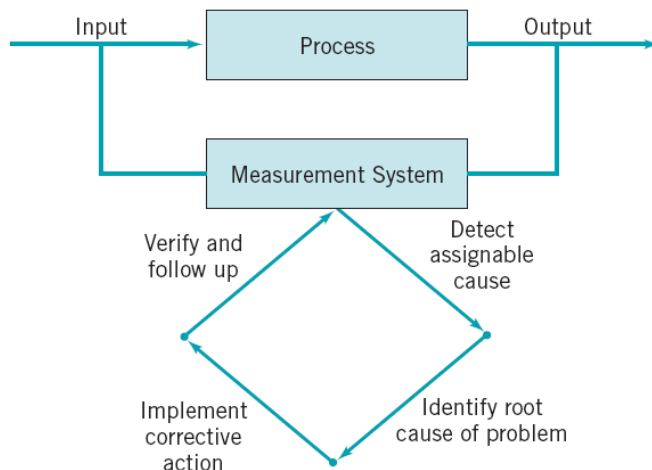 Input
Process
Output
Measurement System
Verify and
follow up
Detect
assignable
cause
Implement
corrective
action
Identify root
cause of problem